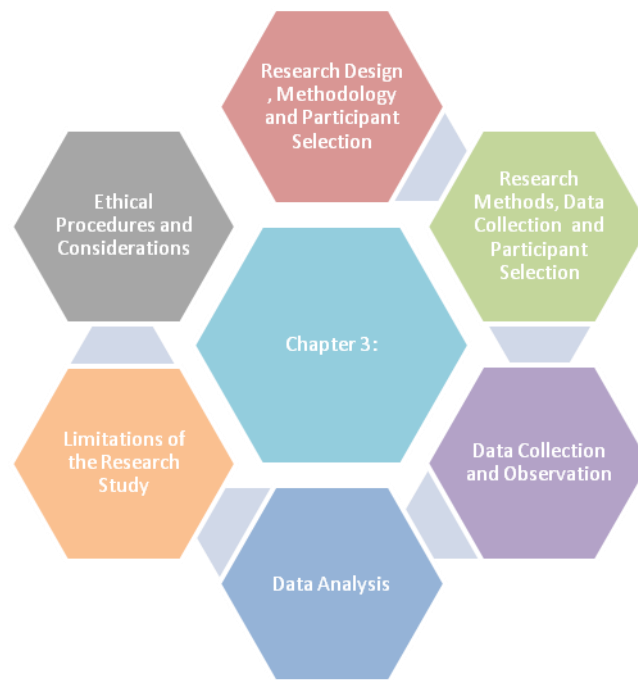 Research Design
, Methodology
and Participant
Selection
Research
Methods, Data
Collection and
Participant
Selection
Data Collection
and Observation
Data Analysis
Limitations of
the Research
Study
Ethical
Procedures and
Considerations
Chapter 3: